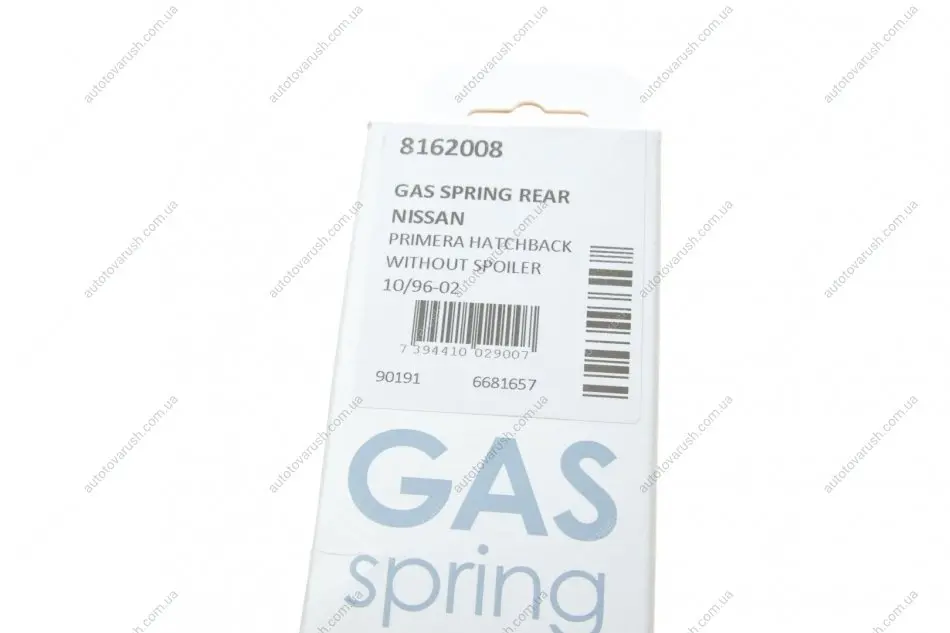 8162008
GAS SPRING REAR
NISSAN
PRIMERA HATCHBACK
WITHOUT SPOILER
10/96-02
7 394410 029007
90191 6681657
GAS
spring
autotovarush.com.ua